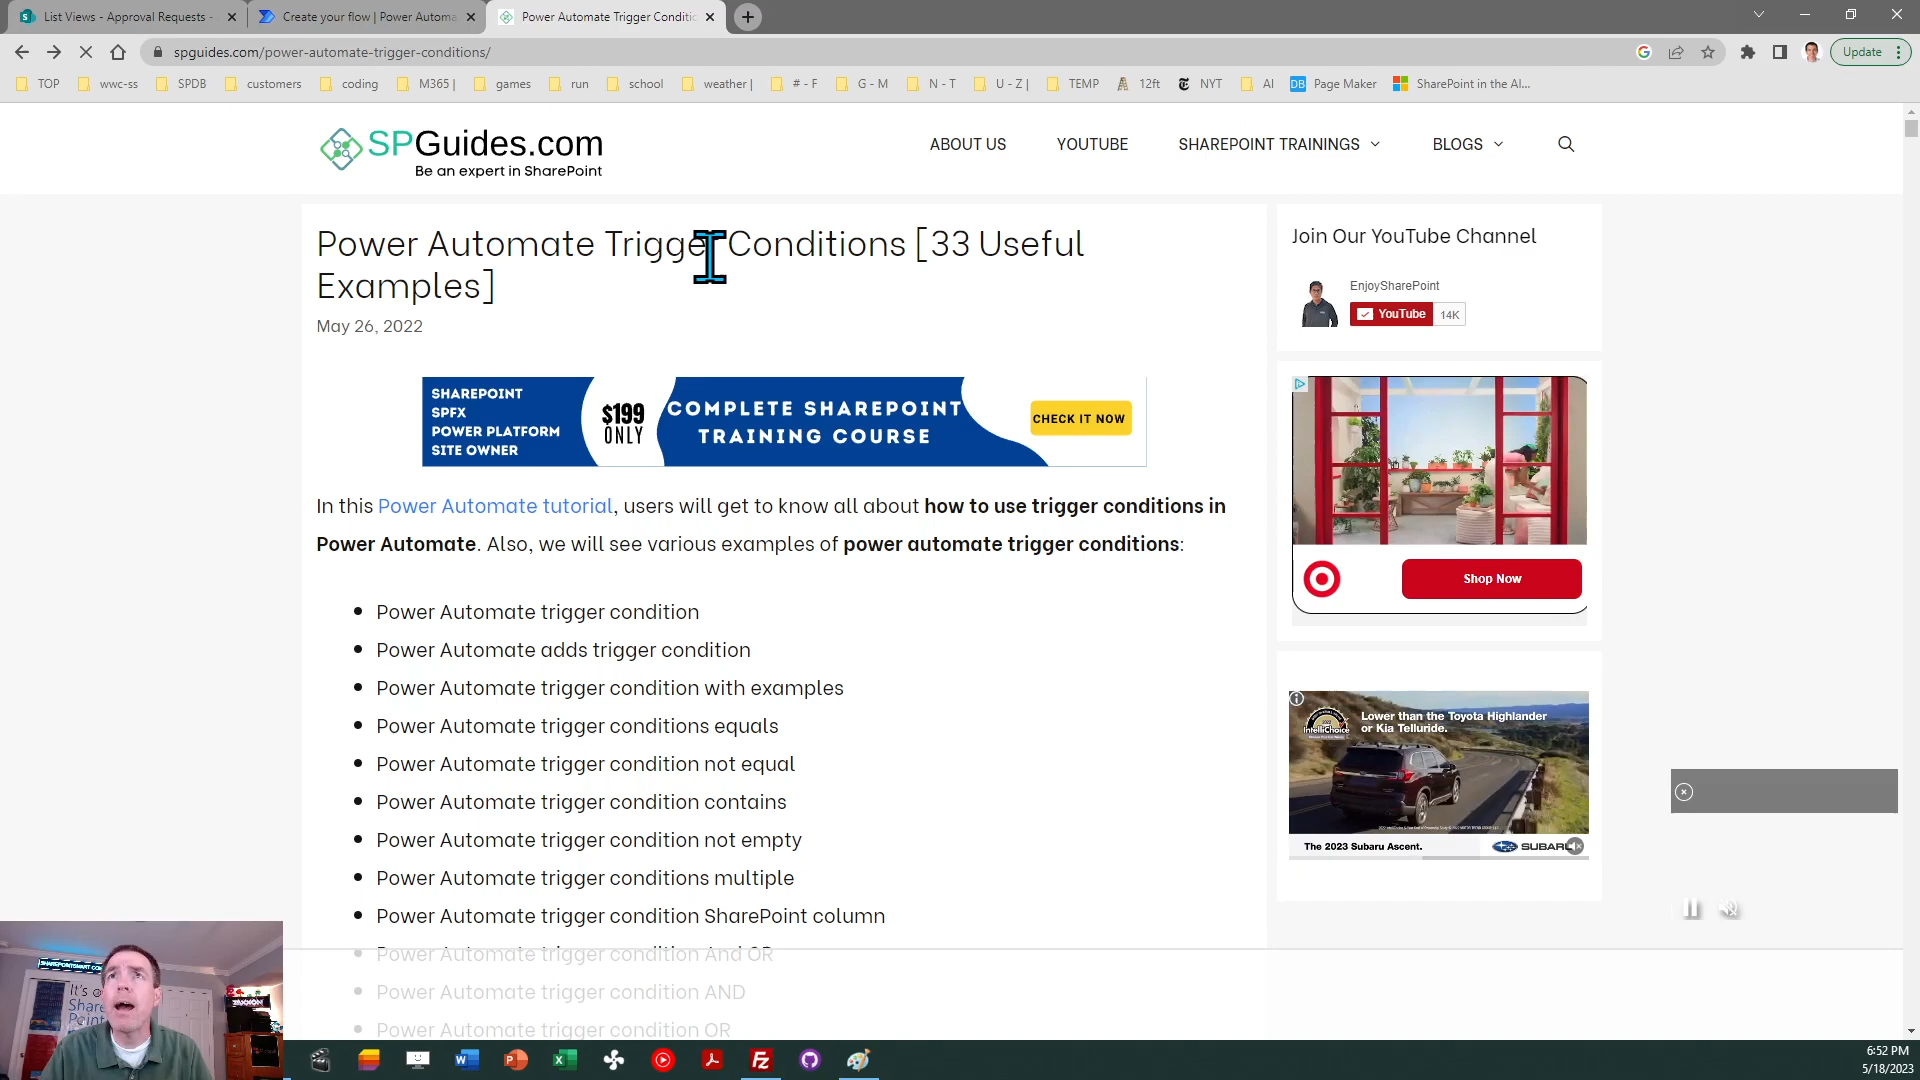 List Views - Approval Requests -
Create your flow | Power Automa
Power Automate Trigger Conditic
spguides.com/power-automate-trigger-conditions/
Update
TOP
wwc-ss
SPDB
customers
coding
M365 |
games
run
school
weather |
# - F
G - M
N - T
U - Z |
TEMP
12ft
NYT
AI
DB
Page Maker
SharePoint in the AI...
SPGuides.com
Be an expert in SharePoint
ABOUT US
YOUTUBE
SHAREPOINT TRAININGS
BLOGS
Power Automate Trigger Conditions [33 Useful
Examples]
May 26, 2022
SHAREPOINT
SPFX
POWER PLATFORM
SITE OWNER
$199
ONLY
COMPLETE SHAREPOINT
TRAINING COURSE
CHECK IT NOW
In this Power Automate tutorial, users will get to know all about how to use trigger conditions in
Power Automate. Also, we will see various examples of power automate trigger conditions:
Power Automate trigger condition
Power Automate adds trigger condition
Power Automate trigger condition with examples
Power Automate trigger conditions equals
Power Automate trigger condition not equal
Power Automate trigger condition contains
Power Automate trigger condition not empty
Power Automate trigger conditions multiple
Power Automate trigger condition SharePoint column
Power Automate trigger condition And OR
Power Automate trigger condition AND
Power Automate trigger condition OR
Join Our YouTube Channel
EnjoySharePoint
YouTube
14K
Shop Now
IntelliChoice
Lower than the Toyota Highlander
or Kia Telluride.
The 2023 Subaru Ascent.
SUBARU
SHAREPOINTSMART.COM
It's
Share
Point
6:52 PM
5/18/2023